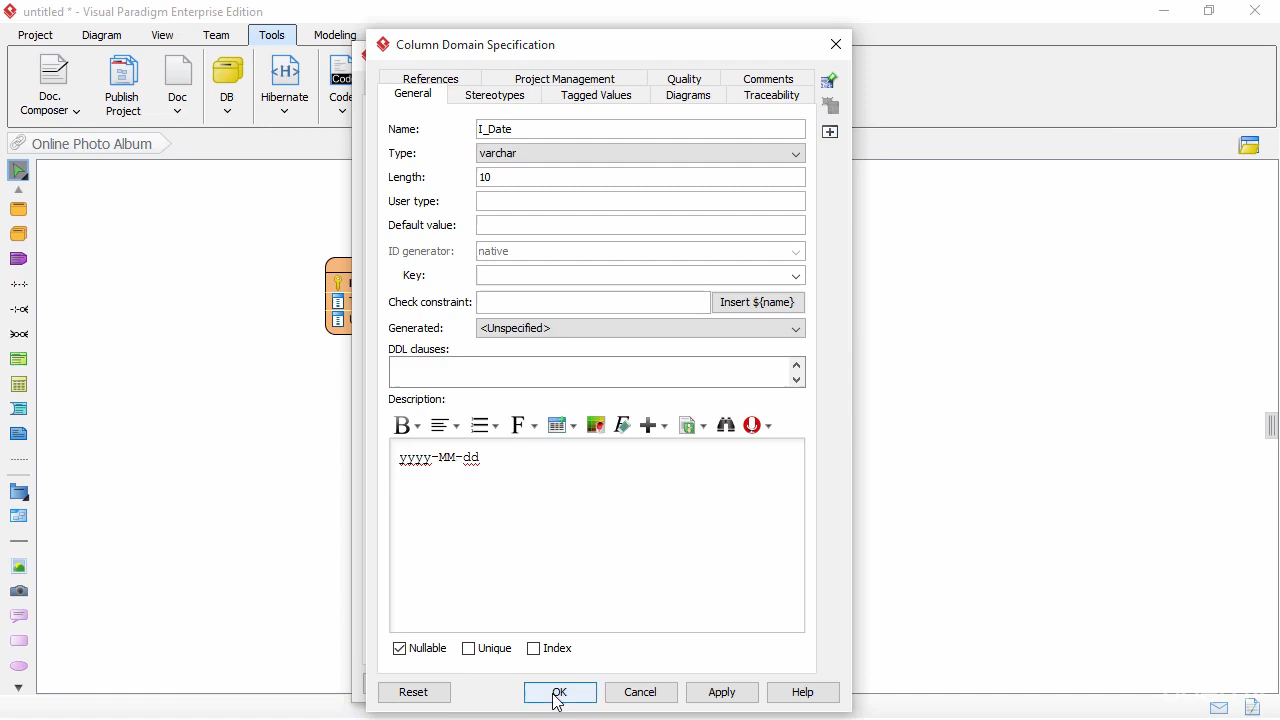 untitled * - Visual Paradigm Enterprise Edition
Project Diagram View Team Tools Modeling
Doc. Composer
Publish Project
Doc
DB
Hibernate
Code
Online Photo Album
Column Domain Specification
References Project Management Quality Comments
General Stereotypes Tagged Values Diagrams Traceability
Name: I_Date
Type: varchar
Length: 10
User type:
Default value:
ID generator: native
Key:
Check constraint: Insert ${name}
Generated: <Unspecified>
DDL clauses:
Description:
yyyy-MM-dd
Nullable Unique Index
Reset OK Cancel Apply Help